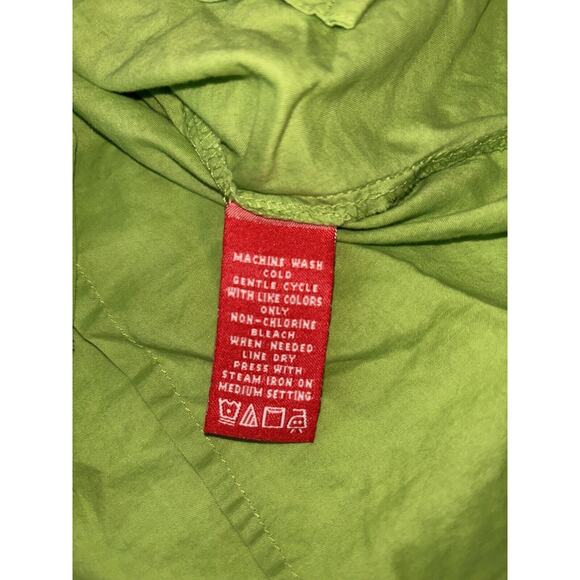 MACHINE WASH
COLD
GENTLE CYCLE
WITH LIKE COLORS
ONLY
NON-CHLORINE
BLEACH
WHEN NEEDED
LINE DRY
PRESS WITH
STEAM IRON ON
MEDIUM SETTING